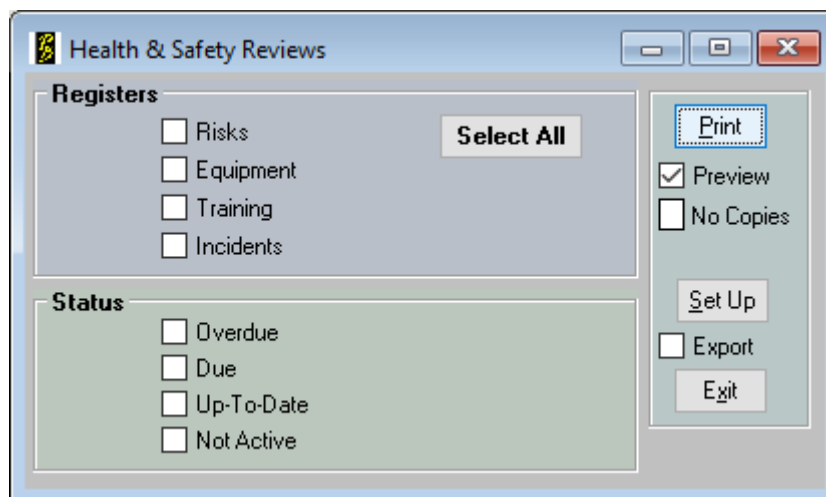 Health & Safety Reviews
Registers
Risks
Select All
Equipment
Training
Incidents
Status
Overdue
Due
Up-To-Date
Not Active
Print
Preview
No Copies
Set Up
Export
Exit